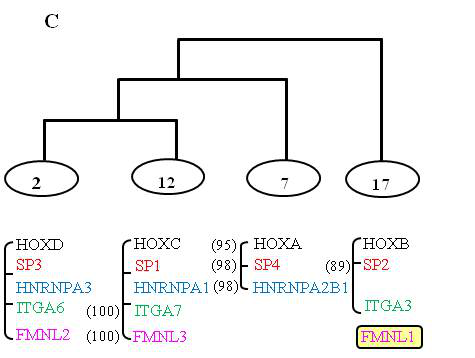 C
2 12 7 17
HOXD HOXC (95) HOXA HOXB
SP3 SP1 (98) SP4 (89) SP2
HNRNPA3 HNRNPA1 (98) HNRNPA2B1
ITGA6 (100) ITGA7 ITGA3
FMNL2 (100) FMNL3 FMNL1